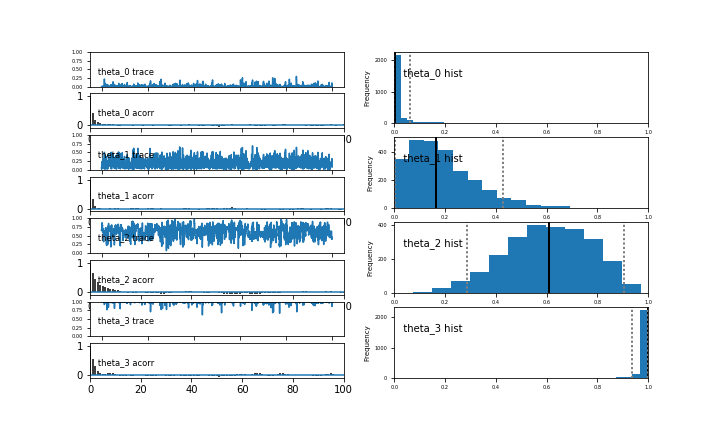 1.00
0.75
0.50
0.25
0.00
theta_0 trace
1
0
theta_0 acorr
0
1.00
0.75
0.50
0.25
0.00
theta_1 trace
1
0
theta_1 acorr
0
1.00
0.75
0.50
0.25
0.00
theta_2 trace
1
0
theta_2 acorr
0
1.00
0.75
0.50
0.25
0.00
theta_3 trace
1
0
theta_3 acorr
0 20 40 60 80 100
Frequency
2000
1000
0
theta_0 hist
0.0 0.2 0.4 0.6 0.8 1.0
Frequency
400
200
0
theta_1 hist
0.0 0.2 0.4 0.6 0.8 1.0
Frequency
400
200
0
theta_2 hist
0.0 0.2 0.4 0.6 0.8 1.0
Frequency
2000
1000
0
theta_3 hist
0.0 0.2 0.4 0.6 0.8 1.0